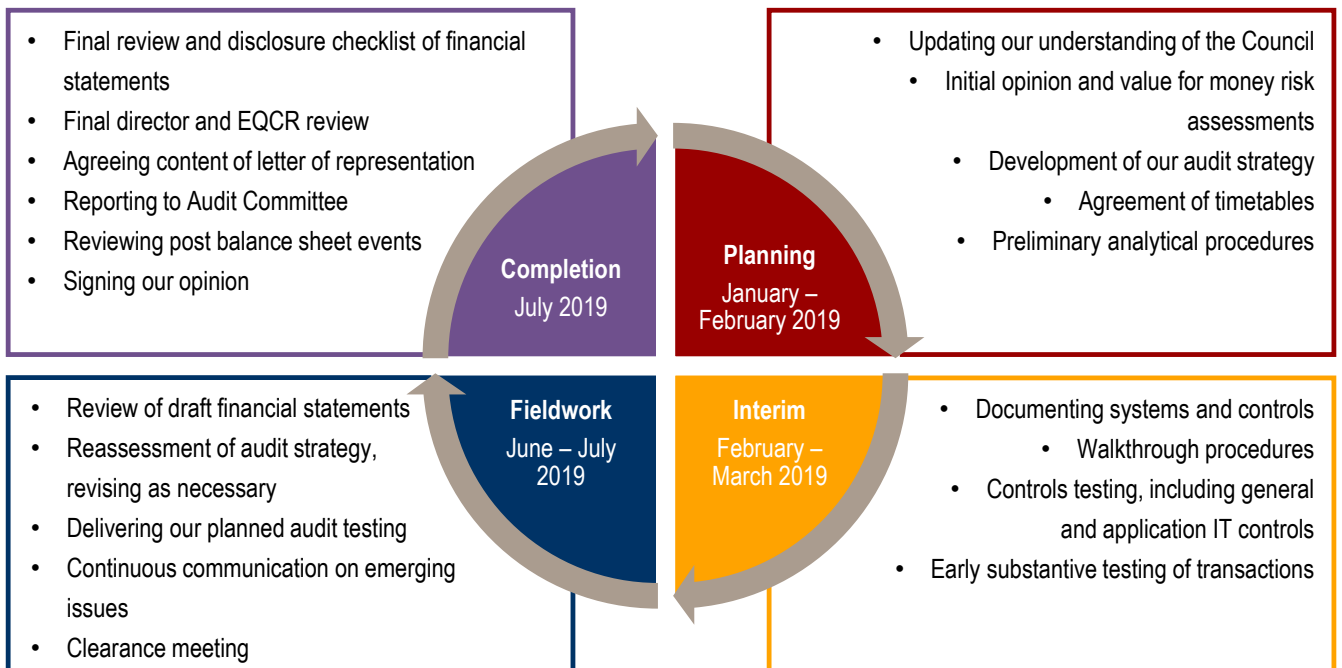 • Final review and disclosure checklist of financial
statements
• Final director and EQCR review
• Agreeing content of letter of representation
• Reporting to Audit Committee
• Reviewing post balance sheet events
• Signing our opinion
Completion
July 2019
• Updating our understanding of the Council
• Initial opinion and value for money risk
assessments
• Development of our audit strategy
• Agreement of timetables
• Preliminary analytical procedures
Planning
January –
February 2019
• Review of draft financial statements
• Reassessment of audit strategy,
revising as necessary
• Delivering our planned audit testing
• Continuous communication on emerging
issues
• Clearance meeting
Fieldwork
June – July
2019
Interim
February –
March 2019
• Documenting systems and controls
• Walkthrough procedures
• Controls testing, including general
and application IT controls
• Early substantive testing of transactions